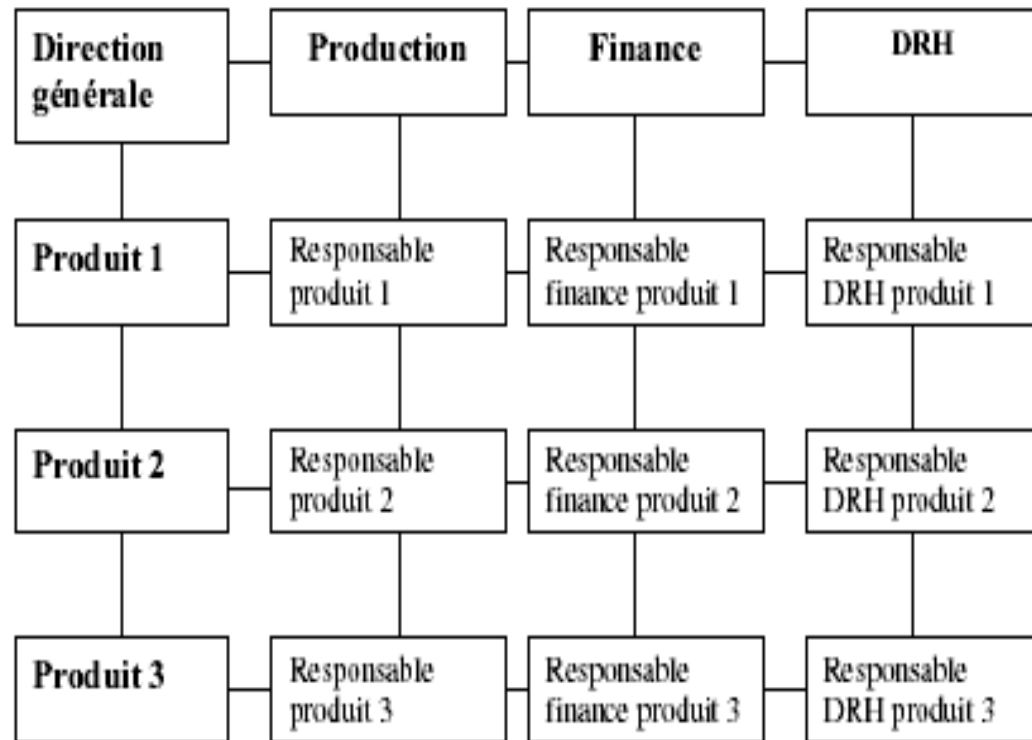 Direction
générale
Production
Finance
DRH
Produit 1
Responsable
produit 1
Responsable
finance produit 1
Responsable
DRH produit 1
Produit 2
Responsable
produit 2
Responsable
finance produit 2
Responsable
DRH produit 2
Produit 3
Responsable
produit 3
Responsable
finance produit 3
Responsable
DRH produit 3